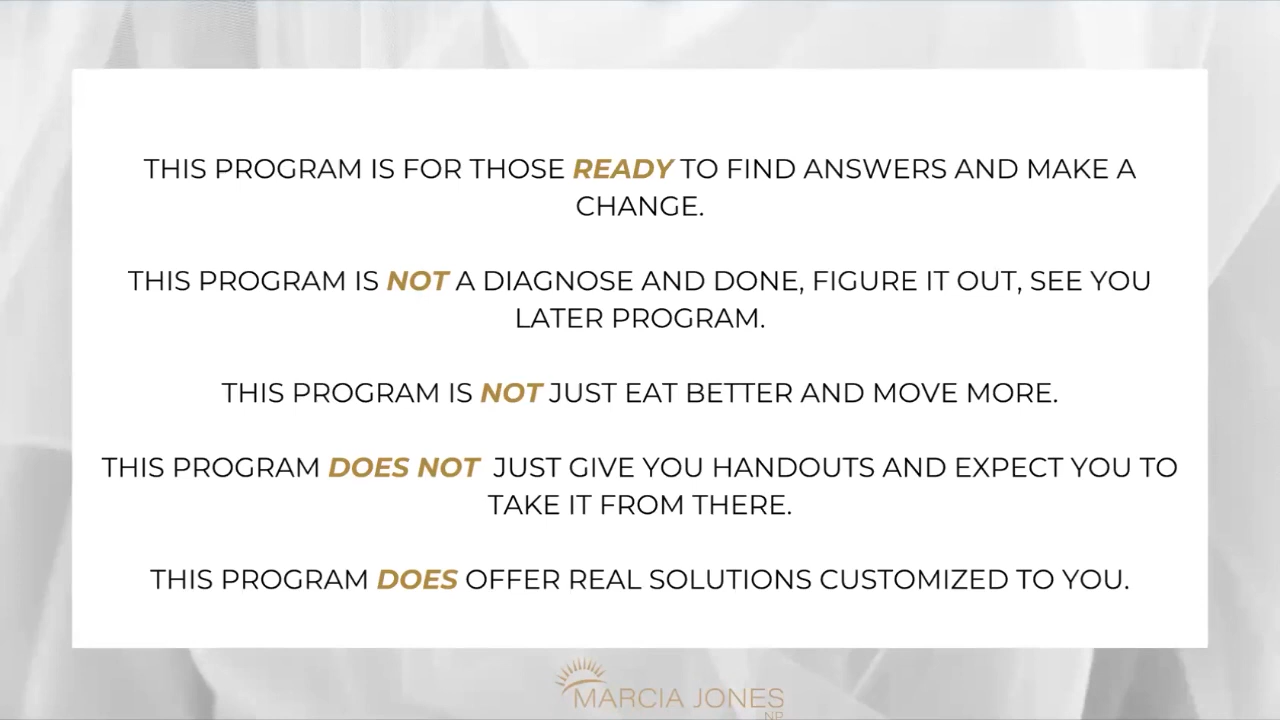 THIS PROGRAM IS FOR THOSE READY TO FIND ANSWERS AND MAKE A
CHANGE.
THIS PROGRAM IS NOT A DIAGNOSE AND DONE, FIGURE IT OUT, SEE YOU
LATER PROGRAM.
THIS PROGRAM IS NOT JUST EAT BETTER AND MOVE MORE.
THIS PROGRAM DOES NOT JUST GIVE YOU HANDOUTS AND EXPECT YOU TO
TAKE IT FROM THERE.
THIS PROGRAM DOES OFFER REAL SOLUTIONS CUSTOMIZED TO YOU.
MARCIA JONES
NP